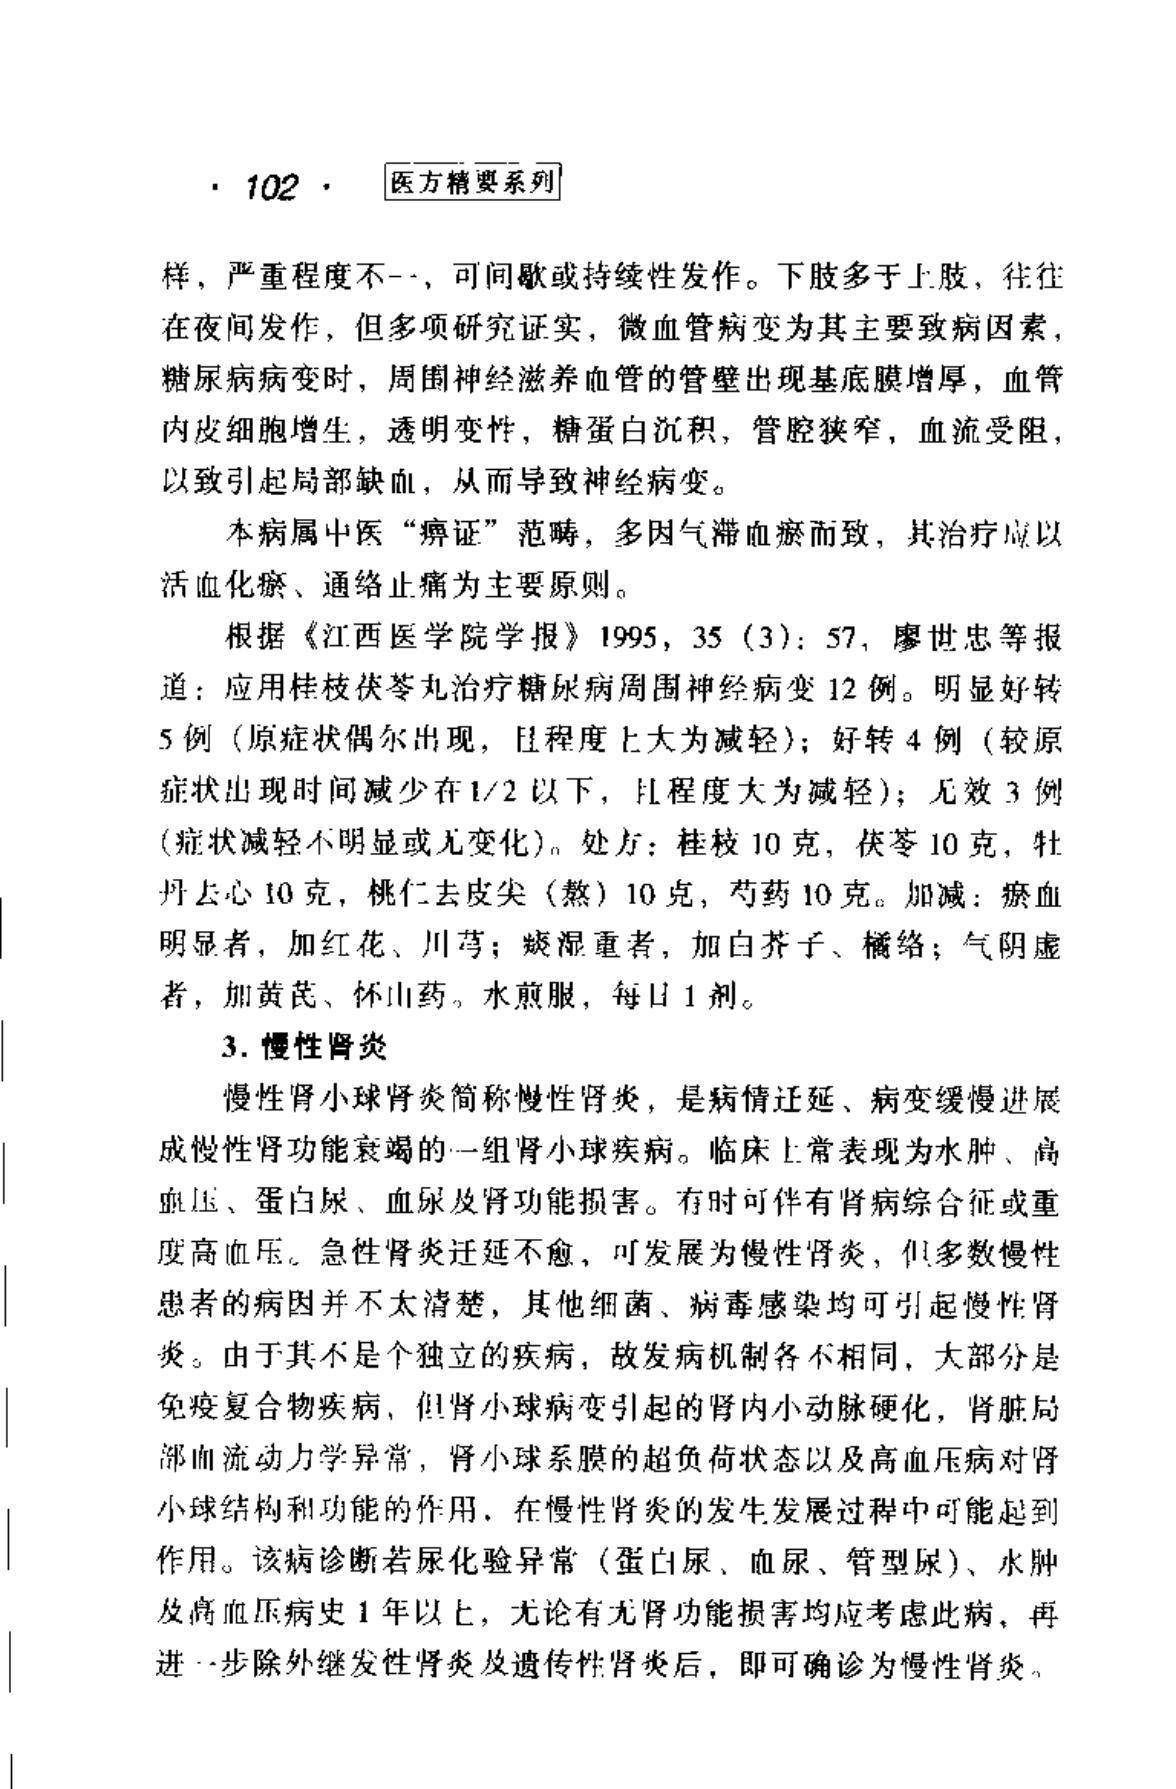 · 102 · 医方精要系列
样，严重程度不一，可间歇或持续性发作。下肢多于上肢，往往
在夜间发作，但多项研究证实，微血管病变为其主要致病因素，
糖尿病病变时，周围神经滋养血管的管壁出现基底膜增厚，血管
内皮细胞增生，透明变性，糖蛋白沉积，管腔狭窄，血流受阻，
以致引起局部缺血，从而导致神经病变。
本病属中医“痹证”范畴，多因气滞血瘀而致，其治疗应以
活血化瘀、通络止痛为主要原则。
根据《江西医学院学报》1995，35（3）：57，廖世忠等报
道：应用桂枝茯苓丸治疗糖尿病周围神经病变 12 例。明显好转
5 例（原症状偶尔出现，且程度上大为减轻）；好转 4 例（较原
症状出现时间减少在 1/2 以下，且程度大为减轻）；无效 3 例
（症状减轻不明显或无变化）。处方：桂枝 10 克，茯苓 10 克，牡
丹去心 10 克，桃仁去皮尖（熬）10 克，芍药 10 克。加减：瘀血
明显者，加红花、川芎；痰湿重者，加白芥子、橘络；气阴虚
者，加黄芪、怀山药。水煎服，每日 1 剂。
3. 慢性肾炎
慢性肾小球肾炎简称慢性肾炎，是病情迁延、病变缓慢进展
成慢性肾功能衰竭的一组肾小球疾病。临床上常表现为水肿、高
血压、蛋白尿、血尿及肾功能损害。有时可伴有肾病综合征或重
度高血压。急性肾炎迁延不愈，可发展为慢性肾炎，但多数慢性
患者的病因并不太清楚，其他细菌、病毒感染均可引起慢性肾
炎。由于其不是个独立的疾病，故发病机制各不相同，大部分是
免疫复合物疾病，但肾小球病变引起的肾内小动脉硬化，肾脏局
部血流动力学异常，肾小球系膜的超负荷状态以及高血压病对肾
小球结构和功能的作用，在慢性肾炎的发生发展过程中可能起到
作用。该病诊断若尿化验异常（蛋白尿、血尿、管型尿）、水肿
及高血压病史 1 年以上，无论有无肾功能损害均应考虑此病，再
进一步除外继发性肾炎及遗传性肾炎后，即可确诊为慢性肾炎。